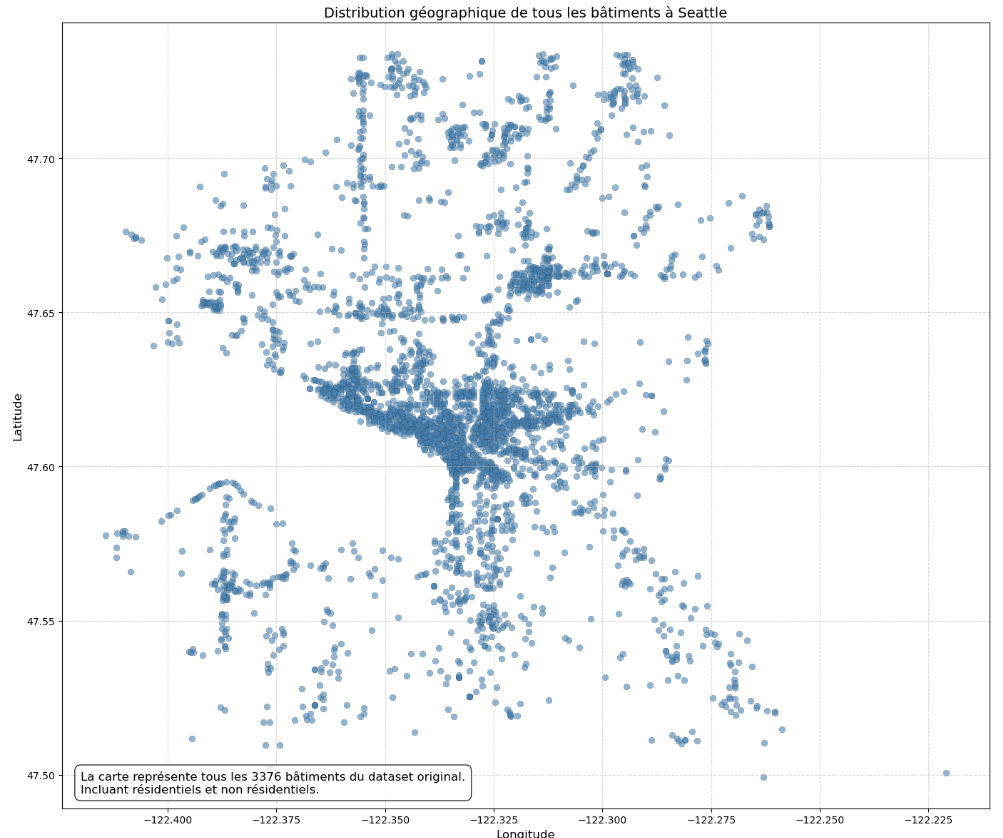 Distribution géographique de tous les bâtiments à Seattle
Latitude
47.70
47.65
47.60
47.55
47.50
La carte représente tous les 3376 bâtiments du dataset original.
Incluant résidentiels et non résidentiels.
−122.400 −122.375 −122.350 −122.325 −122.300 −122.275 −122.250 −122.225
Longitude